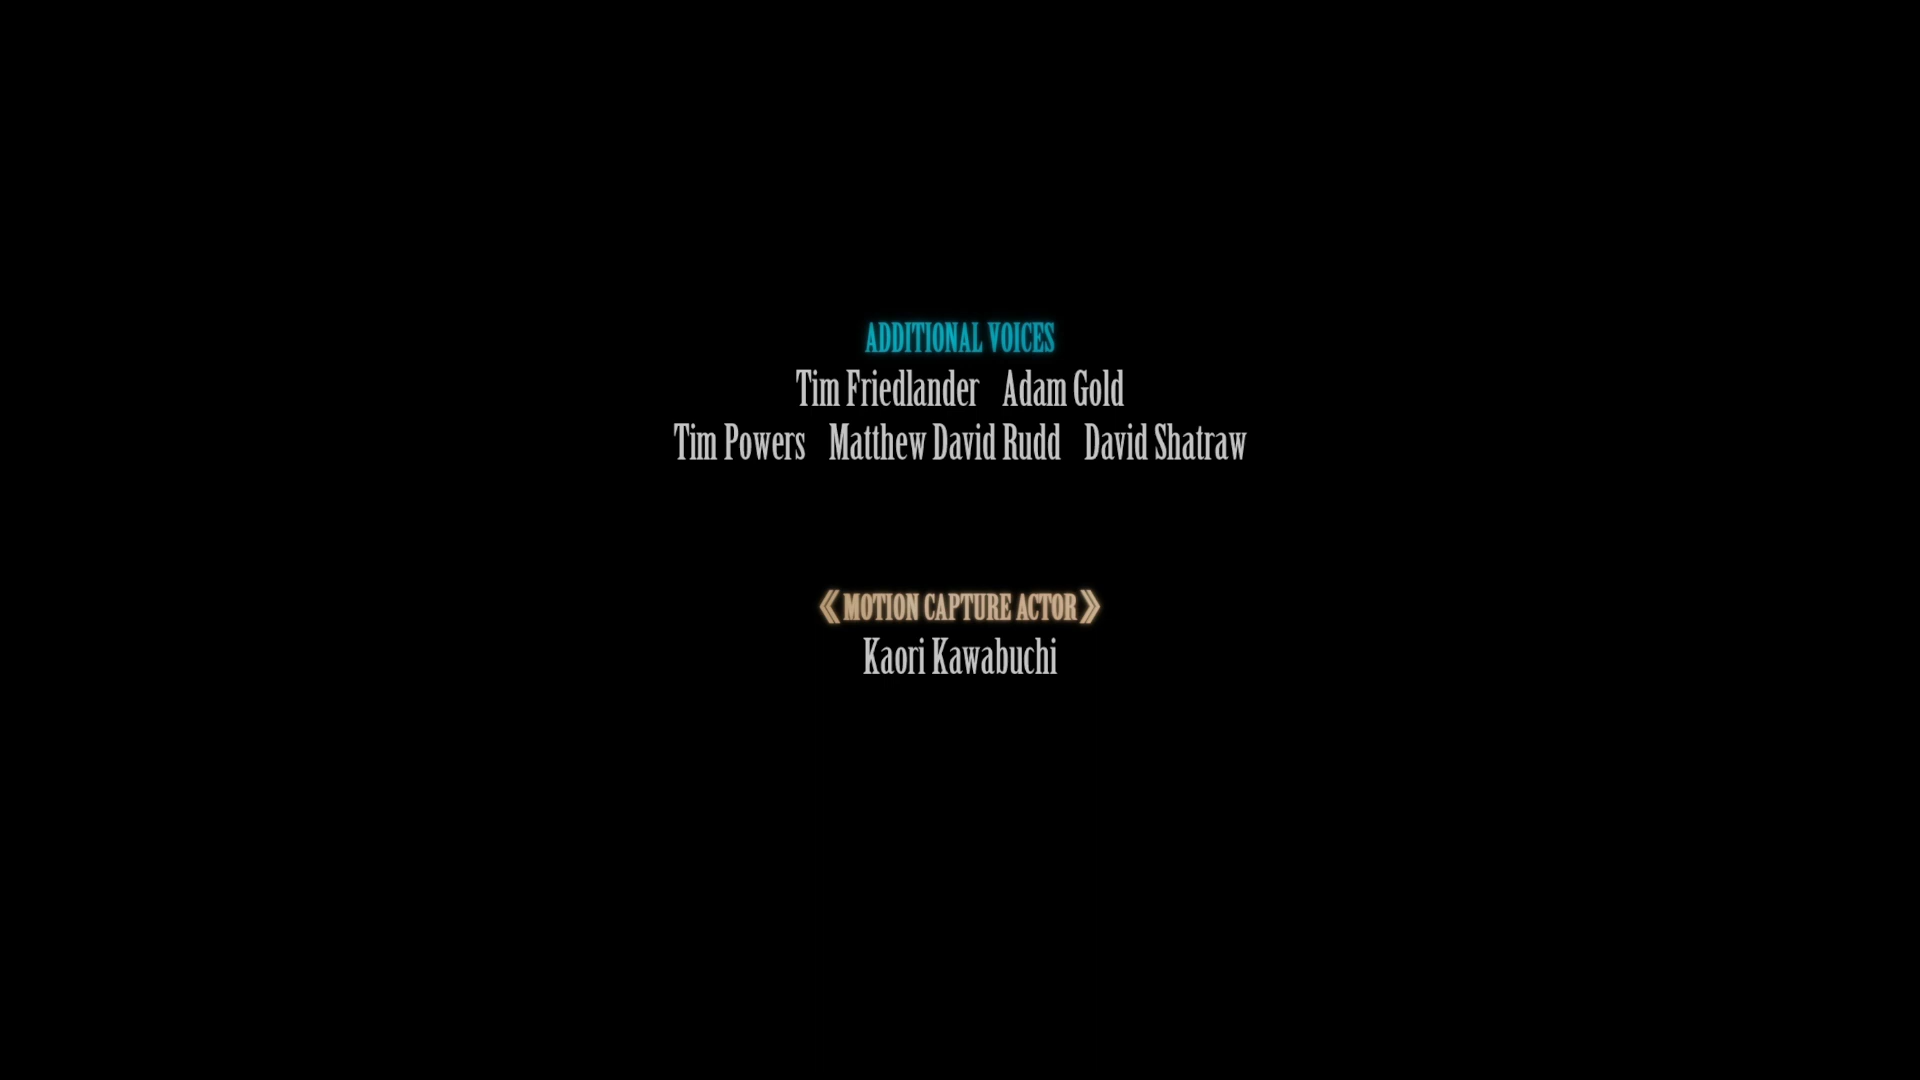 ADDITIONAL VOICES
Tim Friedlander Adam Gold
Tim Powers Matthew David Rudd David Shatraw
《MOTION CAPTURE ACTOR》
Kaori Kawabuchi